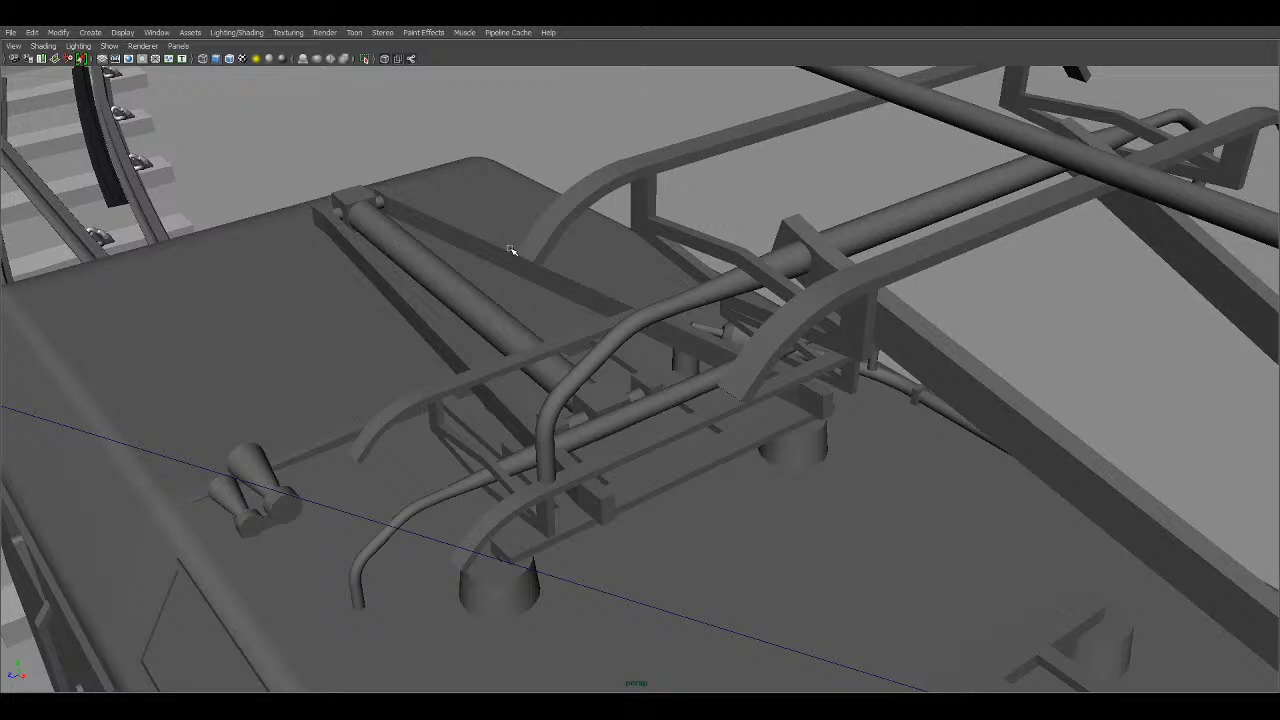 File Edit Modify Create Display Window Assets Lighting/Shading Texturing Render Toon Stereo Paint Effects Muscle Pipeline Cache Help
View Shading Lighting Show Renderer Panels
persp